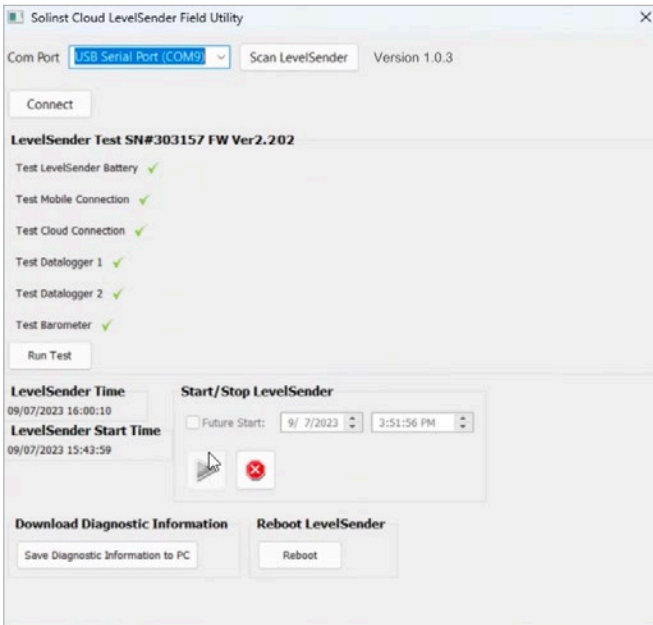 Solinst Cloud LevelSender Field Utility
Com Port USB Serial Port (COM9) Scan LevelSender Version 1.0.3
Connect
LevelSender Test SN#303157 FW Ver2.202
Test LevelSender Battery
Test Mobile Connection
Test Cloud Connection
Test Datalogger 1
Test Datalogger 2
Test Barometer
Run Test
LevelSender Time
09/07/2023 16:00:10
LevelSender Start Time
09/07/2023 15:43:59
Start/Stop LevelSender
Future Start: 9/ 7/2023 3:51:56 PM
Download Diagnostic Information
Save Diagnostic Information to PC
Reboot LevelSender
Reboot